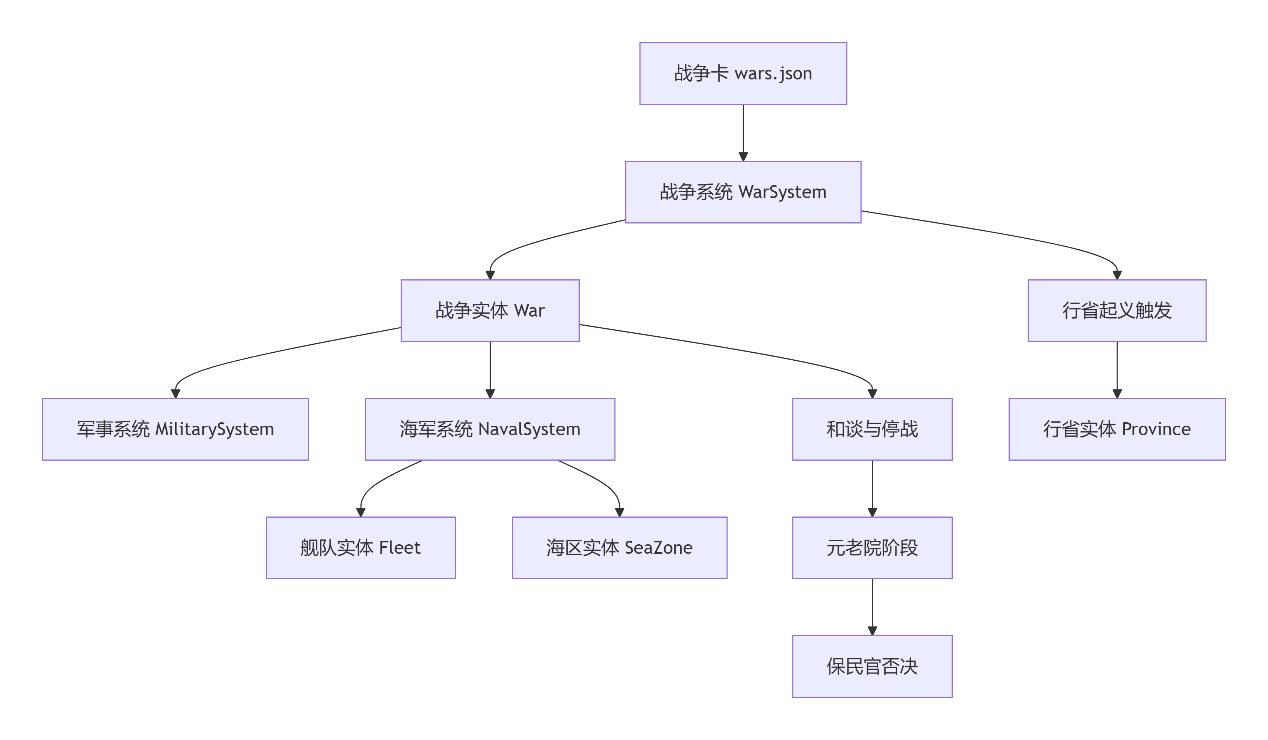 战争卡 wars.json
战争系统 WarSystem
战争实体 War
行省起义触发
军事系统 MilitarySystem
海军系统 NavalSystem
和谈与停战
行省实体 Province
舰队实体 Fleet
海区实体 SeaZone
元老院阶段
保民官否决